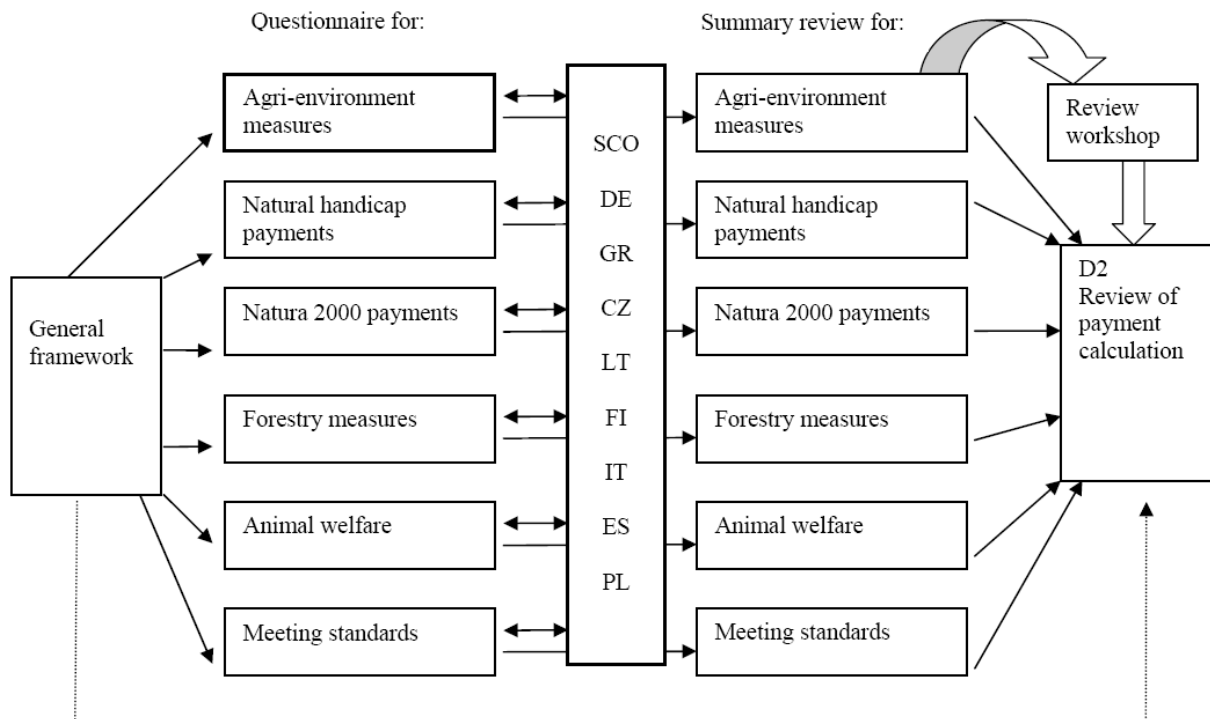 Questionnaire for:
Summary review for:
General
framework
Agri-environment
measures
Natural handicap
payments
Natura 2000 payments
Forestry measures
Animal welfare
Meeting standards
SCO
DE
GR
CZ
LT
FI
IT
ES
PL
Agri-environment
measures
Natural handicap
payments
Natura 2000 payments
Forestry measures
Animal welfare
Meeting standards
Review
workshop
D2
Review of
payment
calculation